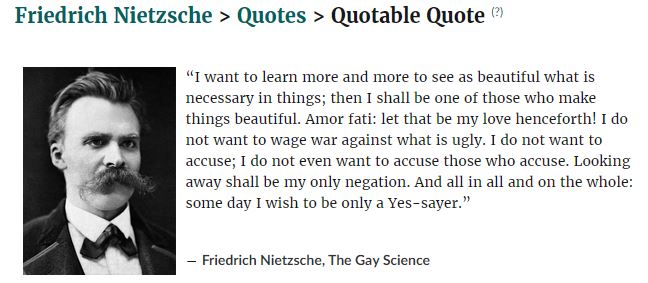 Friedrich Nietzsche > Quotes > Quotable Quote (?)
“I want to learn more and more to see as beautiful what is
necessary in things; then I shall be one of those who make
things beautiful. Amor fati: let that be my love henceforth! I do
not want to wage war against what is ugly. I do not want to
accuse; I do not even want to accuse those who accuse. Looking
away shall be my only negation. And all in all and on the whole:
some day I wish to be only a Yes-sayer.”
― Friedrich Nietzsche, The Gay Science